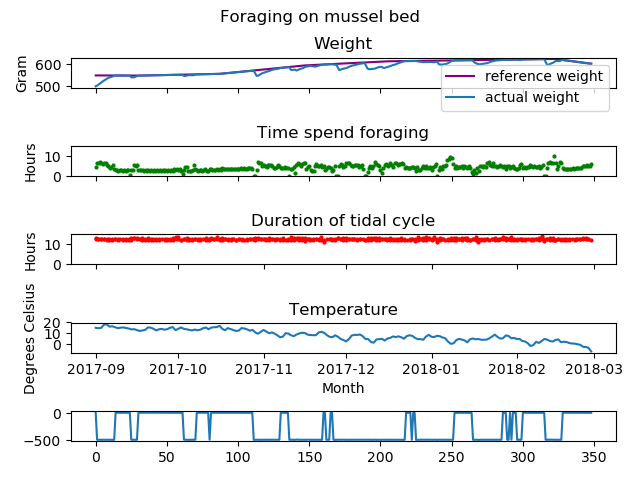 Foraging on mussel bed
Weight
Gram
600
500
reference weight
actual weight
Time spend foraging
Hours
10
0
Duration of tidal cycle
Hours
10
0
Temperature
Degrees Celsius
20
10
0
2017-09 2017-10 2017-11 2017-12 2018-01 2018-02 2018-03
Month
0
−500
0 50 100 150 200 250 300 350